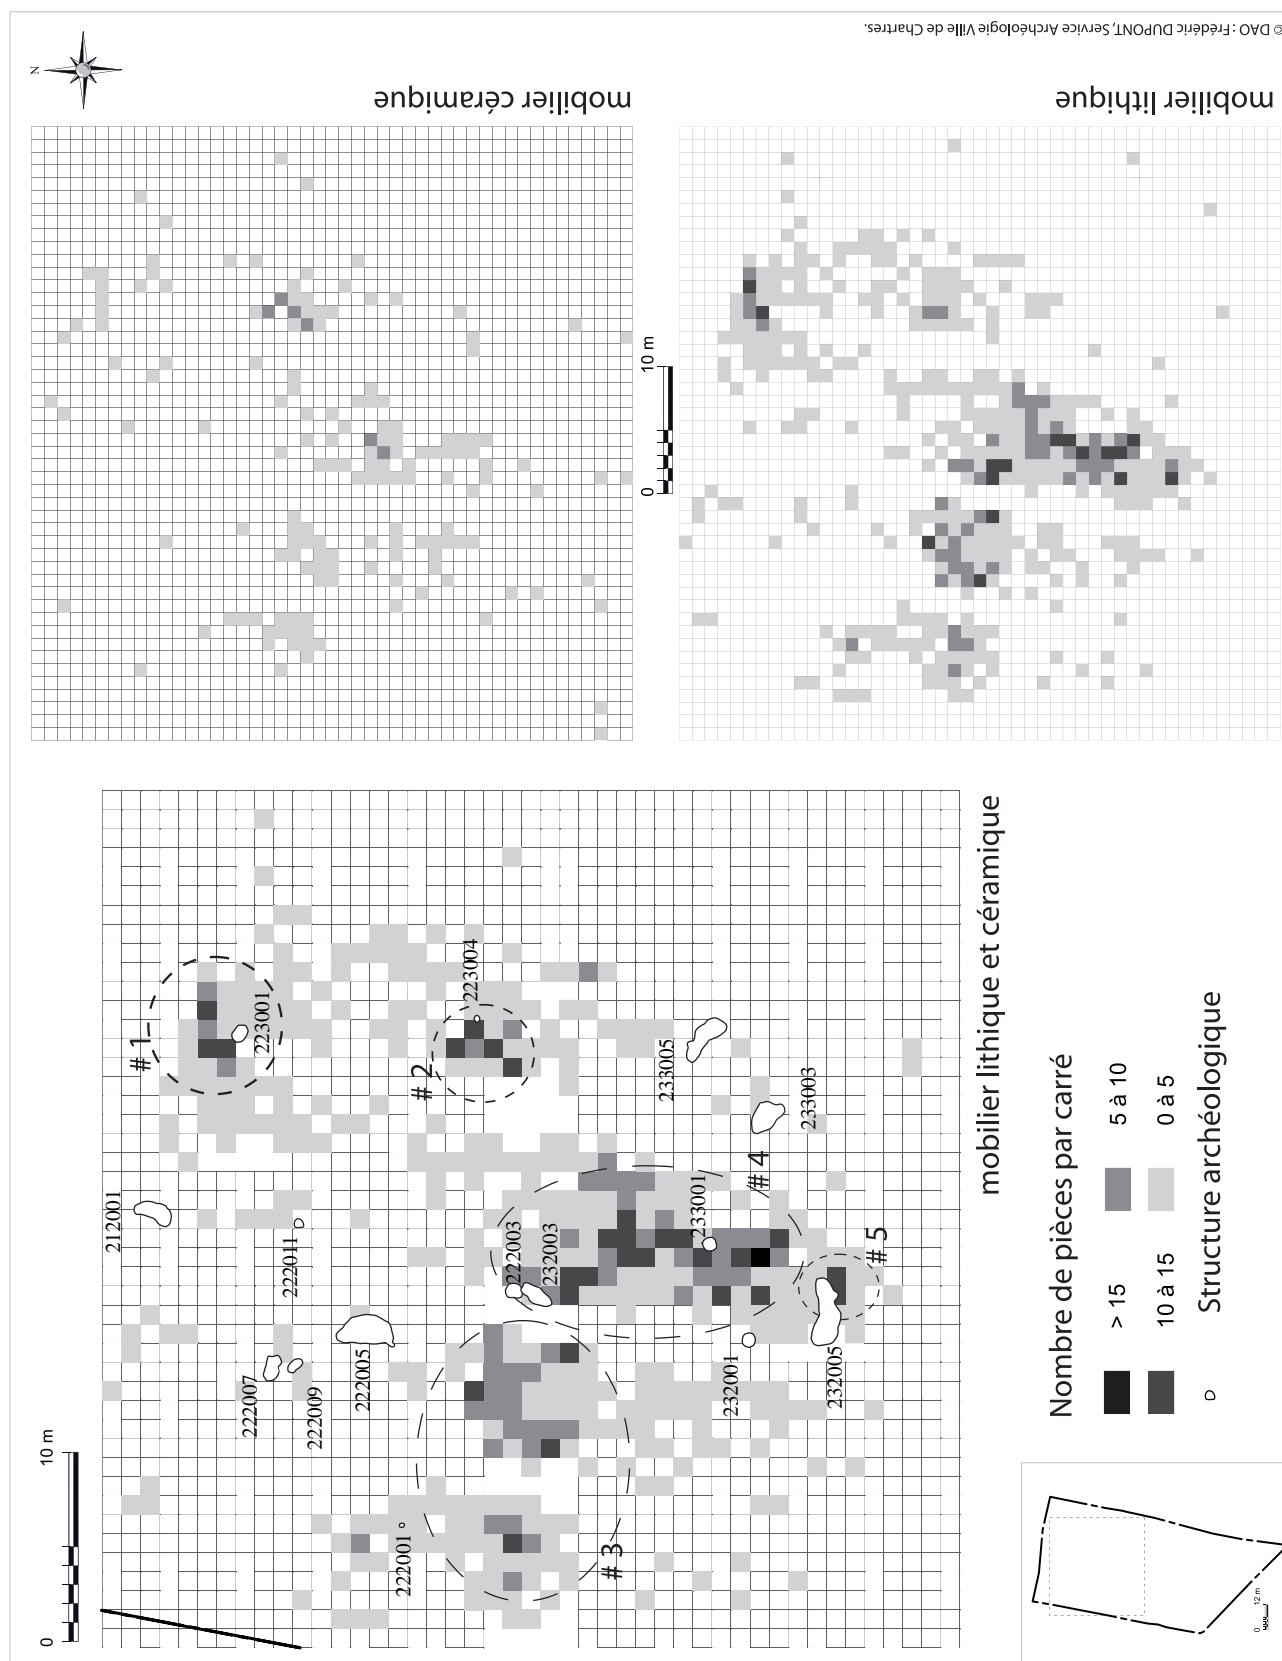 © DAO : Frédéric DUPONT, Service Archéologie Ville de Chartres.
N
mobilier céramique
mobilier lithique
0 10 m
# 1
223001
# 2
223004
212001
222011
222003
232003
233001
# 4
# 5
233005
233003
222007
222009
222005
222001
# 3
232001
232005
0 10 m
mobilier lithique et céramique
Nombre de pièces par carré
> 15
5 à 10
10 à 15
0 à 5
Structure archéologique
0 12 m